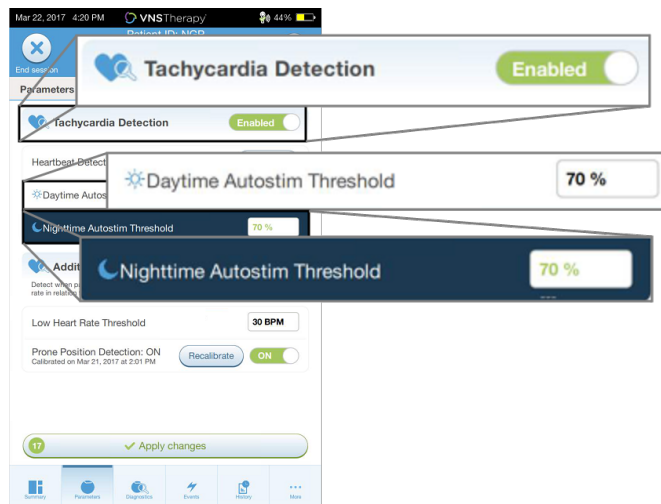 Mar 22, 2017 4:20 PM VNSTherapy 44%
Patient ID: NGP
End session
Parameters
Tachycardia Detection Enabled
Tachycardia Detection Enabled
Heartbeat Detect
Daytime Autostim Threshold 70 %
Daytime Autos
Nighttime Autostim Threshold 70 %
Nighttime Autostim Threshold 70 %
Addit
Detect when pa
rate in relation
Low Heart Rate Threshold 30 BPM
Prone Position Detection: ON Recalibrate ON
Calibrated on Mar 21, 2017 at 2:01 PM
17 Apply changes
Summary Parameters Diagnostics Events History More